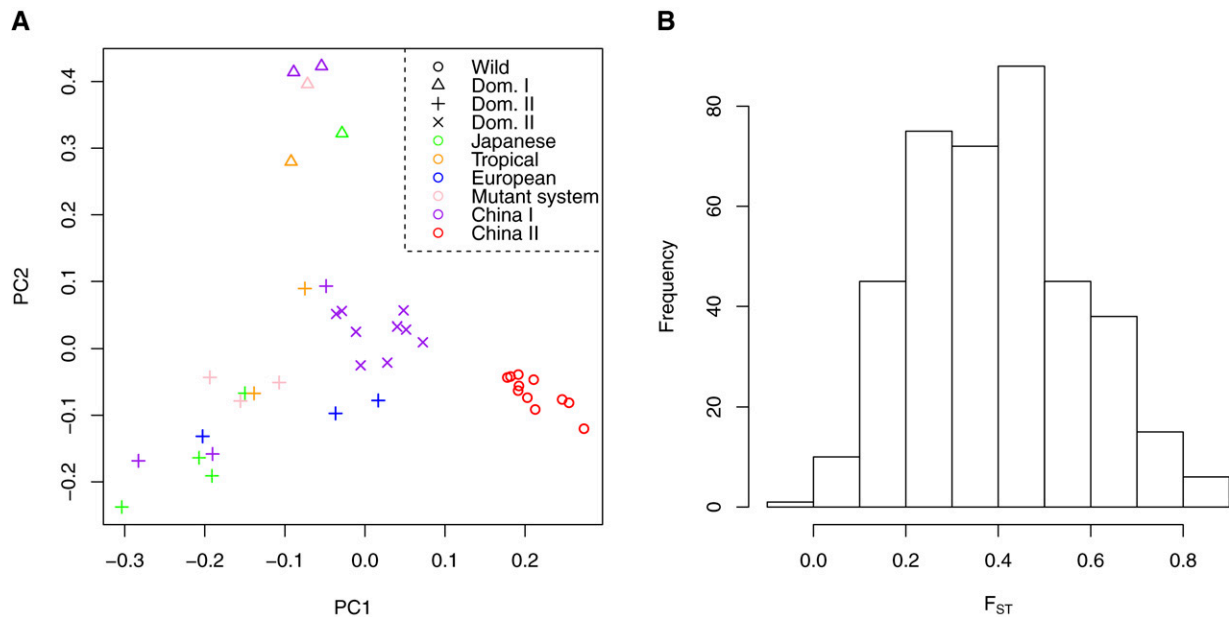 A
PC2
0.4
0.3
0.2
0.1
0.0
−0.1
−0.2
Wild
Dom. I
Dom. II
Dom. II
Japanese
Tropical
European
Mutant system
China I
China II
−0.3 −0.2 −0.1 0.0 0.1 0.2
PC1
B
Frequency
80
60
40
20
0
0.0 0.2 0.4 0.6 0.8
FST